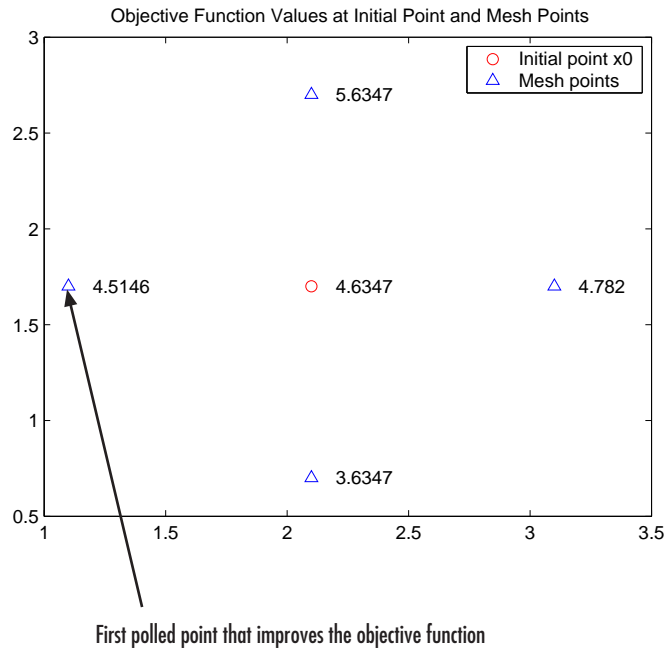 Objective Function Values at Initial Point and Mesh Points
3
Initial point x0
Mesh points
5.6347
2.5
2
4.5146
4.6347
4.782
1.5
1
3.6347
0.5
1 1.5 2 2.5 3 3.5
First polled point that improves the objective function